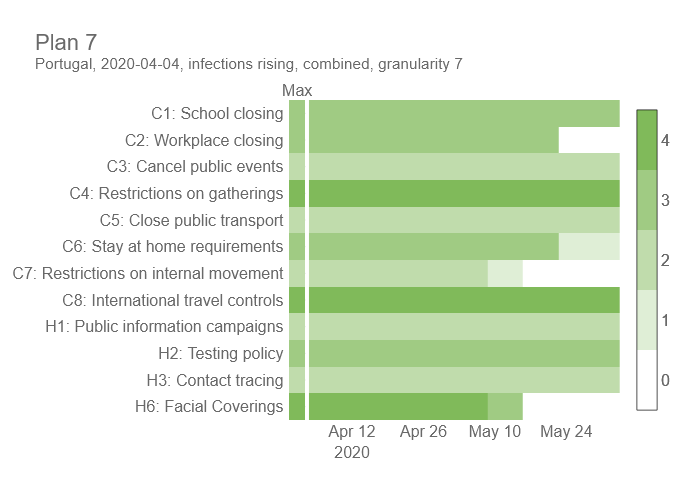 Plan 7
Portugal, 2020-04-04, infections rising, combined, granularity 7
Max
C1: School closing
C2: Workplace closing
C3: Cancel public events
C4: Restrictions on gatherings
C5: Close public transport
C6: Stay at home requirements
C7: Restrictions on internal movement
C8: International travel controls
H1: Public information campaigns
H2: Testing policy
H3: Contact tracing
H6: Facial Coverings
Apr 12 Apr 26 May 10 May 24
2020
4
3
2
1
0